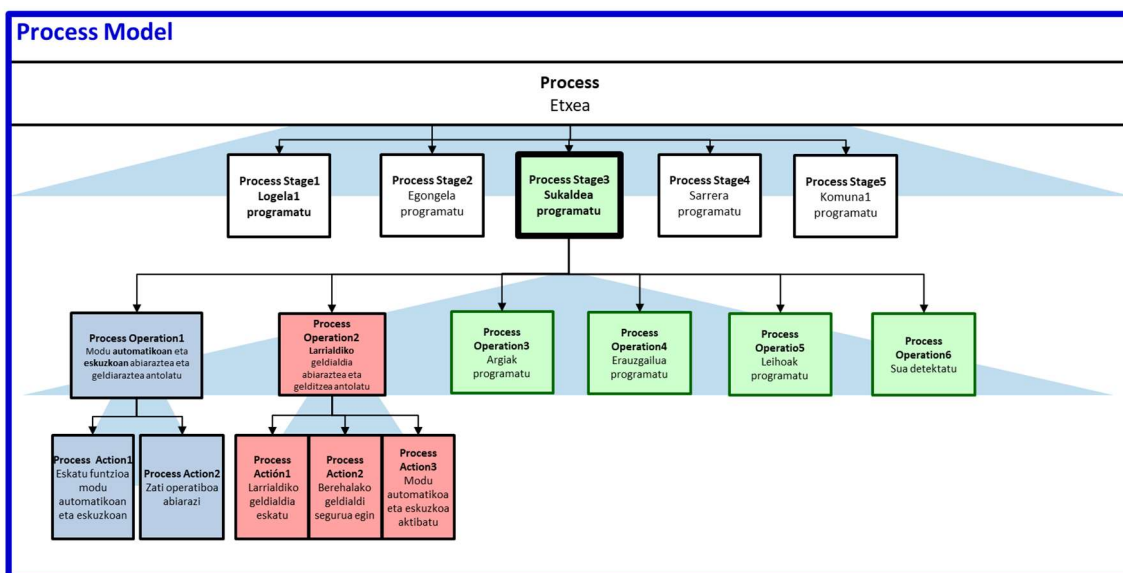 Process Model
Process
Etxea
Process Stage1
Logela1
programatu
Process Stage2
Egongela
programatu
Process Stage3
Sukaldea
programatu
Process Stage4
Sarrera
programatu
Process Stage5
Komuna1
programatu
Process Operation1
Modu automatikoan eta
eskuzkoan abiaraztea eta
geldiaraztea antolatu
Process
Operation2
Larrialdiko
geldialdia
abiaraztea eta
gelditzea antolatu
Process
Operation3
Argiak
programatu
Process
Operation4
Erauzgailua
programatu
Process
Operatio5
Leihoak
programatu
Process
Operation6
Sua detektatu
Process Action1
Eskatu funtzioa
modu
automatikoan
eta eskuzkoan
Process Action2
Zati operatiboa
abiarazi
Process
Actión1
Larrialdiko
geldialdia
eskatu
Process
Action2
Berehalako
geldialdi
segurua egin
Process
Action3
Modu
automatikoa
eta eskuzkoa
aktibatu